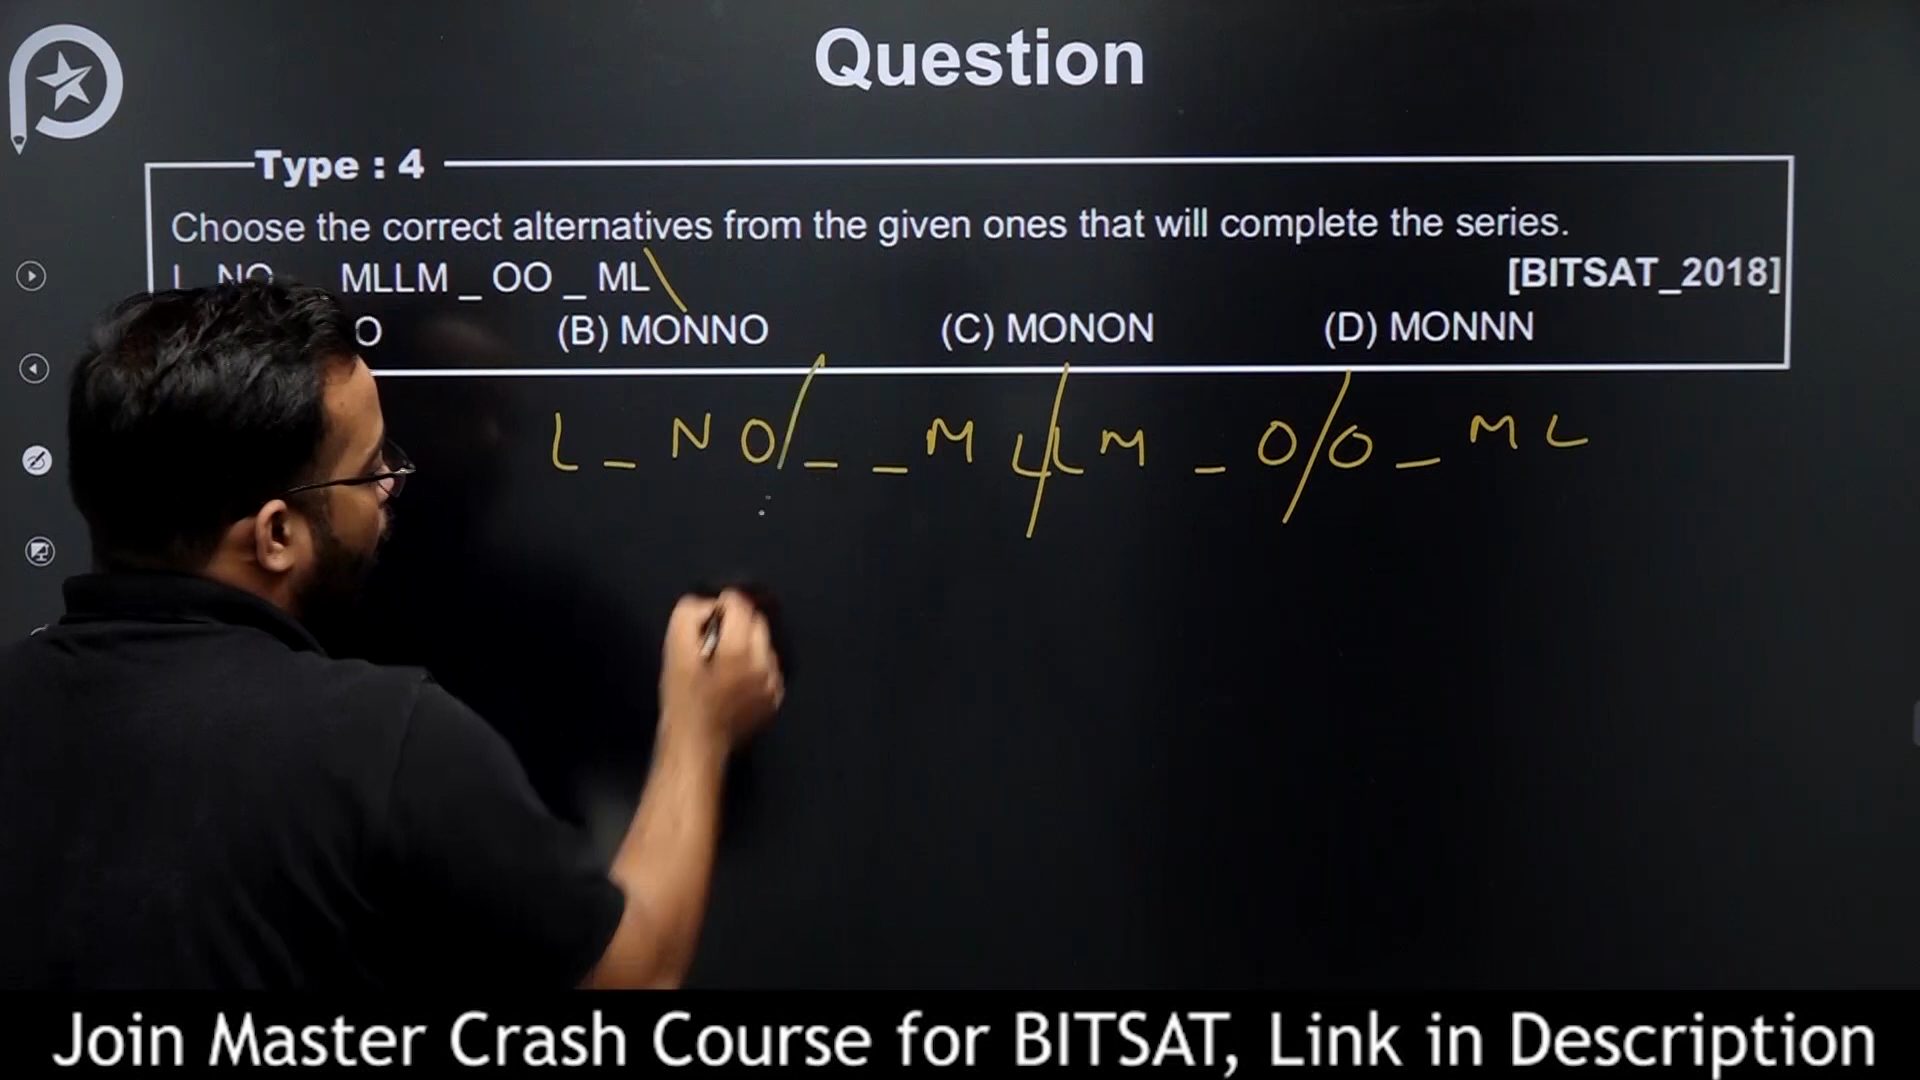 Question
Type : 4
Choose the correct alternatives from the given ones that will complete the series.
L _ NO _ _ MLLM _ OO _ ML
[BITSAT_2018]
O (B) MONNO (C) MONON (D) MONNN
L _ N O / _ _ M L / L M _ O / O _ M L
Join Master Crash Course for BITSAT, Link in Description